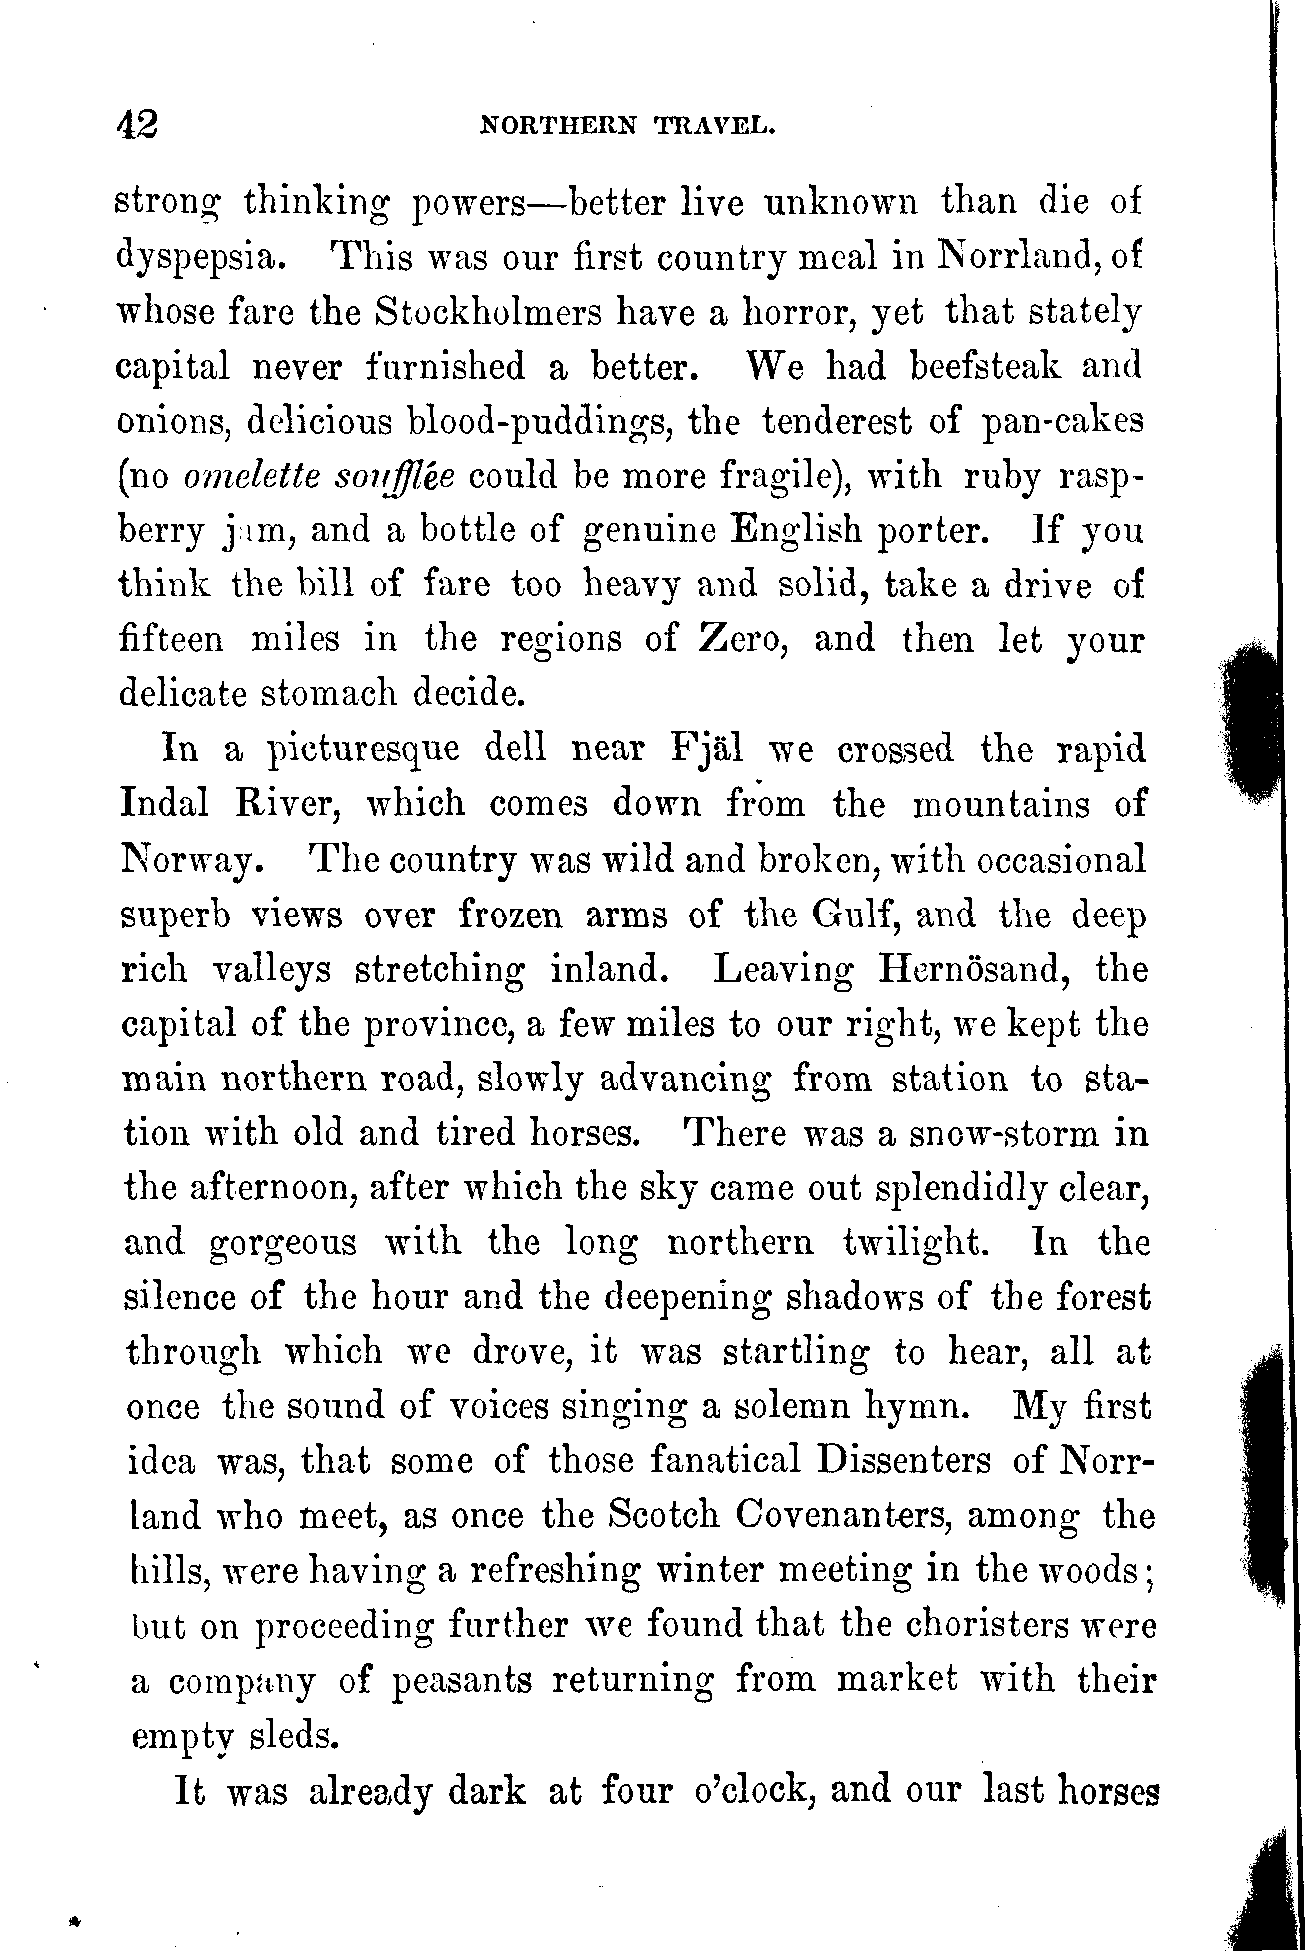 42 NORTHERN TRAVEL.
strong thinking powers—better live unknown than die of
dyspepsia. This was our first country meal in Norrland, of
whose fare the Stockholmers have a horror, yet that stately
capital never furnished a better. We had beefsteak and
onions, delicious blood-puddings, the tenderest of pan-cakes
(no omelette soufflée could be more fragile), with ruby rasp-
berry jam, and a bottle of genuine English porter. If you
think the bill of fare too heavy and solid, take a drive of
fifteen miles in the regions of Zero, and then let your
delicate stomach decide.
In a picturesque dell near Fjäl we crossed the rapid
Indal River, which comes down from the mountains of
Norway. The country was wild and broken, with occasional
superb views over frozen arms of the Gulf, and the deep
rich valleys stretching inland. Leaving Hernösand, the
capital of the province, a few miles to our right, we kept the
main northern road, slowly advancing from station to sta-
tion with old and tired horses. There was a snow-storm in
the afternoon, after which the sky came out splendidly clear,
and gorgeous with the long northern twilight. In the
silence of the hour and the deepening shadows of the forest
through which we drove, it was startling to hear, all at
once the sound of voices singing a solemn hymn. My first
idea was, that some of those fanatical Dissenters of Norr-
land who meet, as once the Scotch Covenanters, among the
hills, were having a refreshing winter meeting in the woods;
but on proceeding further we found that the choristers were
a company of peasants returning from market with their
empty sleds.
It was already dark at four o'clock, and our last horses